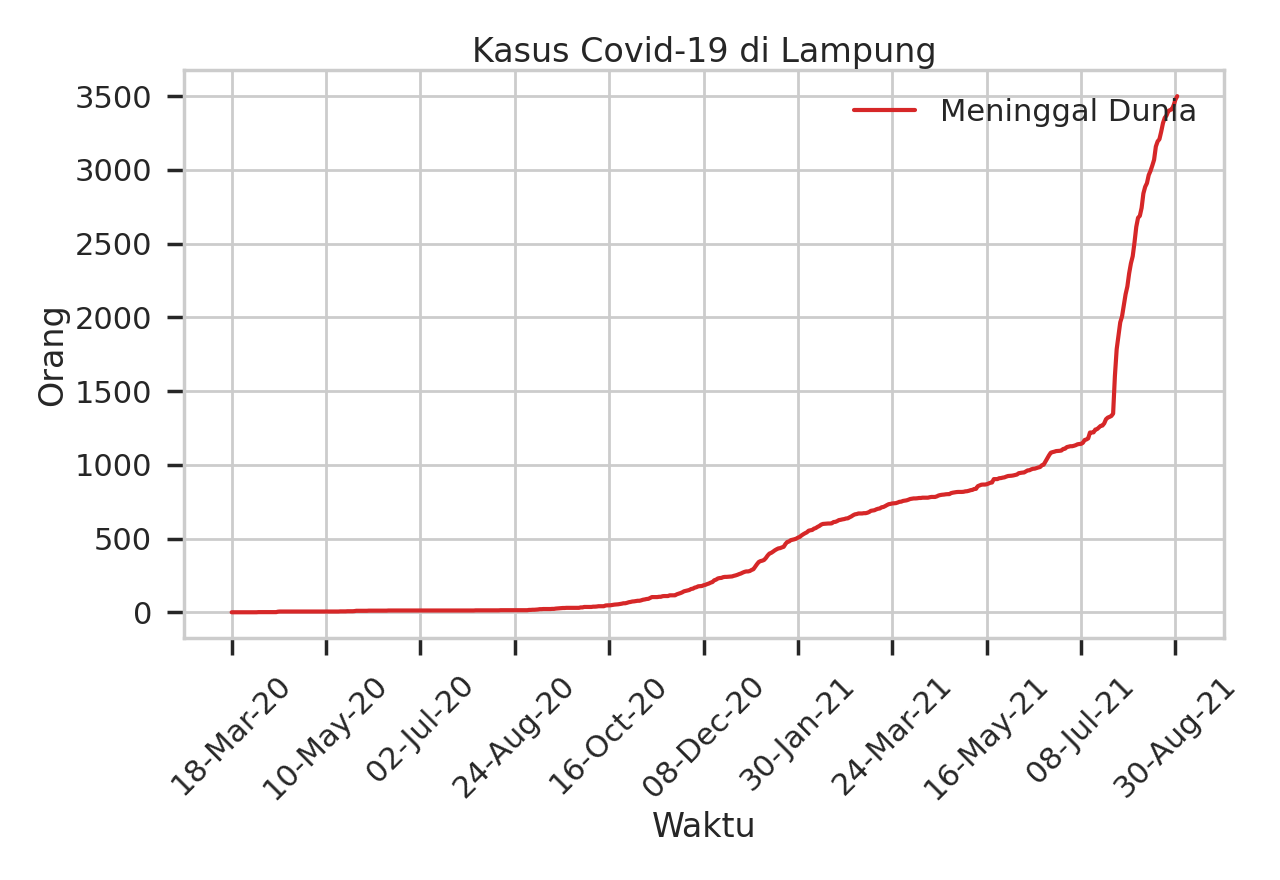 Kasus Covid-19 di Lampung
Meninggal Dunia
Orang
3500
3000
2500
2000
1500
1000
500
0
18-Mar-20
10-May-20
02-Jul-20
24-Aug-20
16-Oct-20
08-Dec-20
30-Jan-21
24-Mar-21
16-May-21
08-Jul-21
30-Aug-21
Waktu